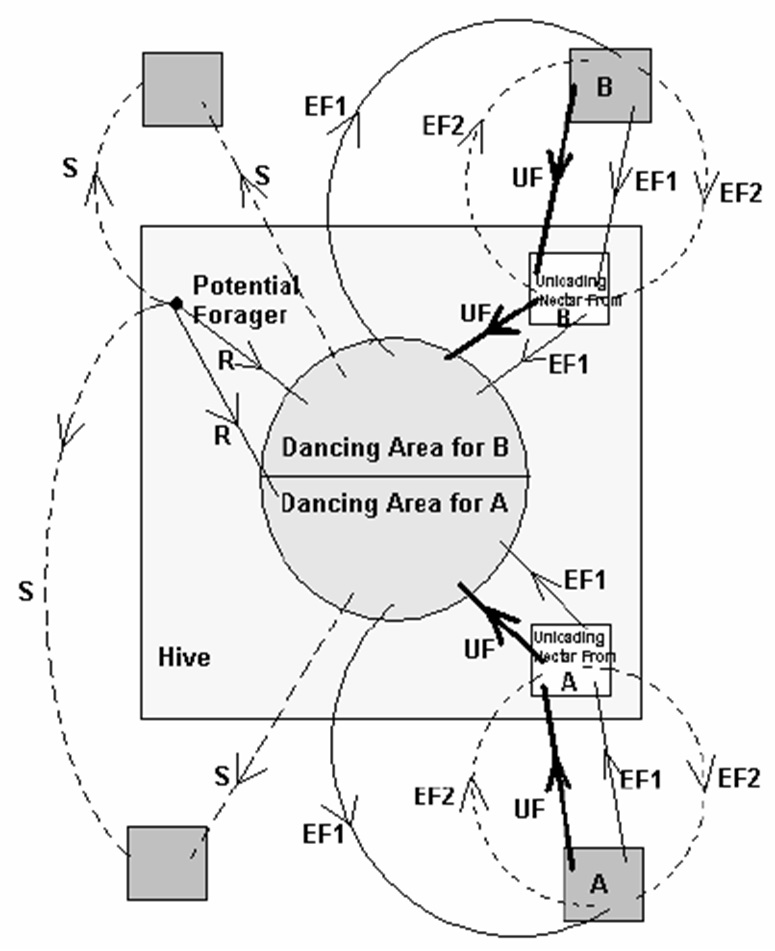 B
EF1
EF2
S
S
UF
EF1
EF2
Potential
Forager
Unloading
Nectar From
B
UF
R
EF1
R
Dancing Area for B
Dancing Area for A
EF1
S
Unloading
Nectar From
A
UF
Hive
S
EF2
UF
EF1
EF2
EF1
A